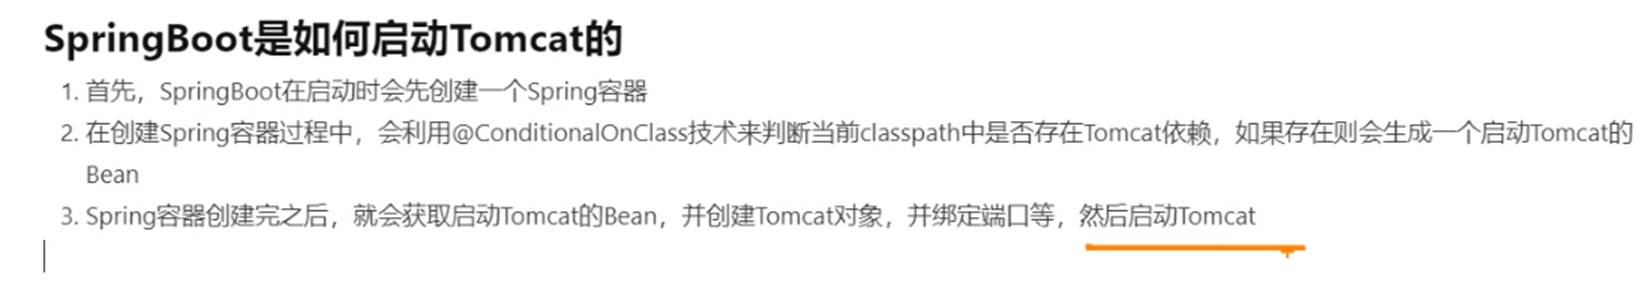 SpringBoot是如何启动Tomcat的
1. 首先，SpringBoot在启动时会先创建一个Spring容器
2. 在创建Spring容器过程中，会利用@ConditionalOnClass技术来判断当前classpath中是否存在Tomcat依赖，如果存在则会生成一个启动Tomcat的
Bean
3. Spring容器创建完之后，就会获取启动Tomcat的Bean，并创建Tomcat对象，并绑定端口等，然后启动Tomcat